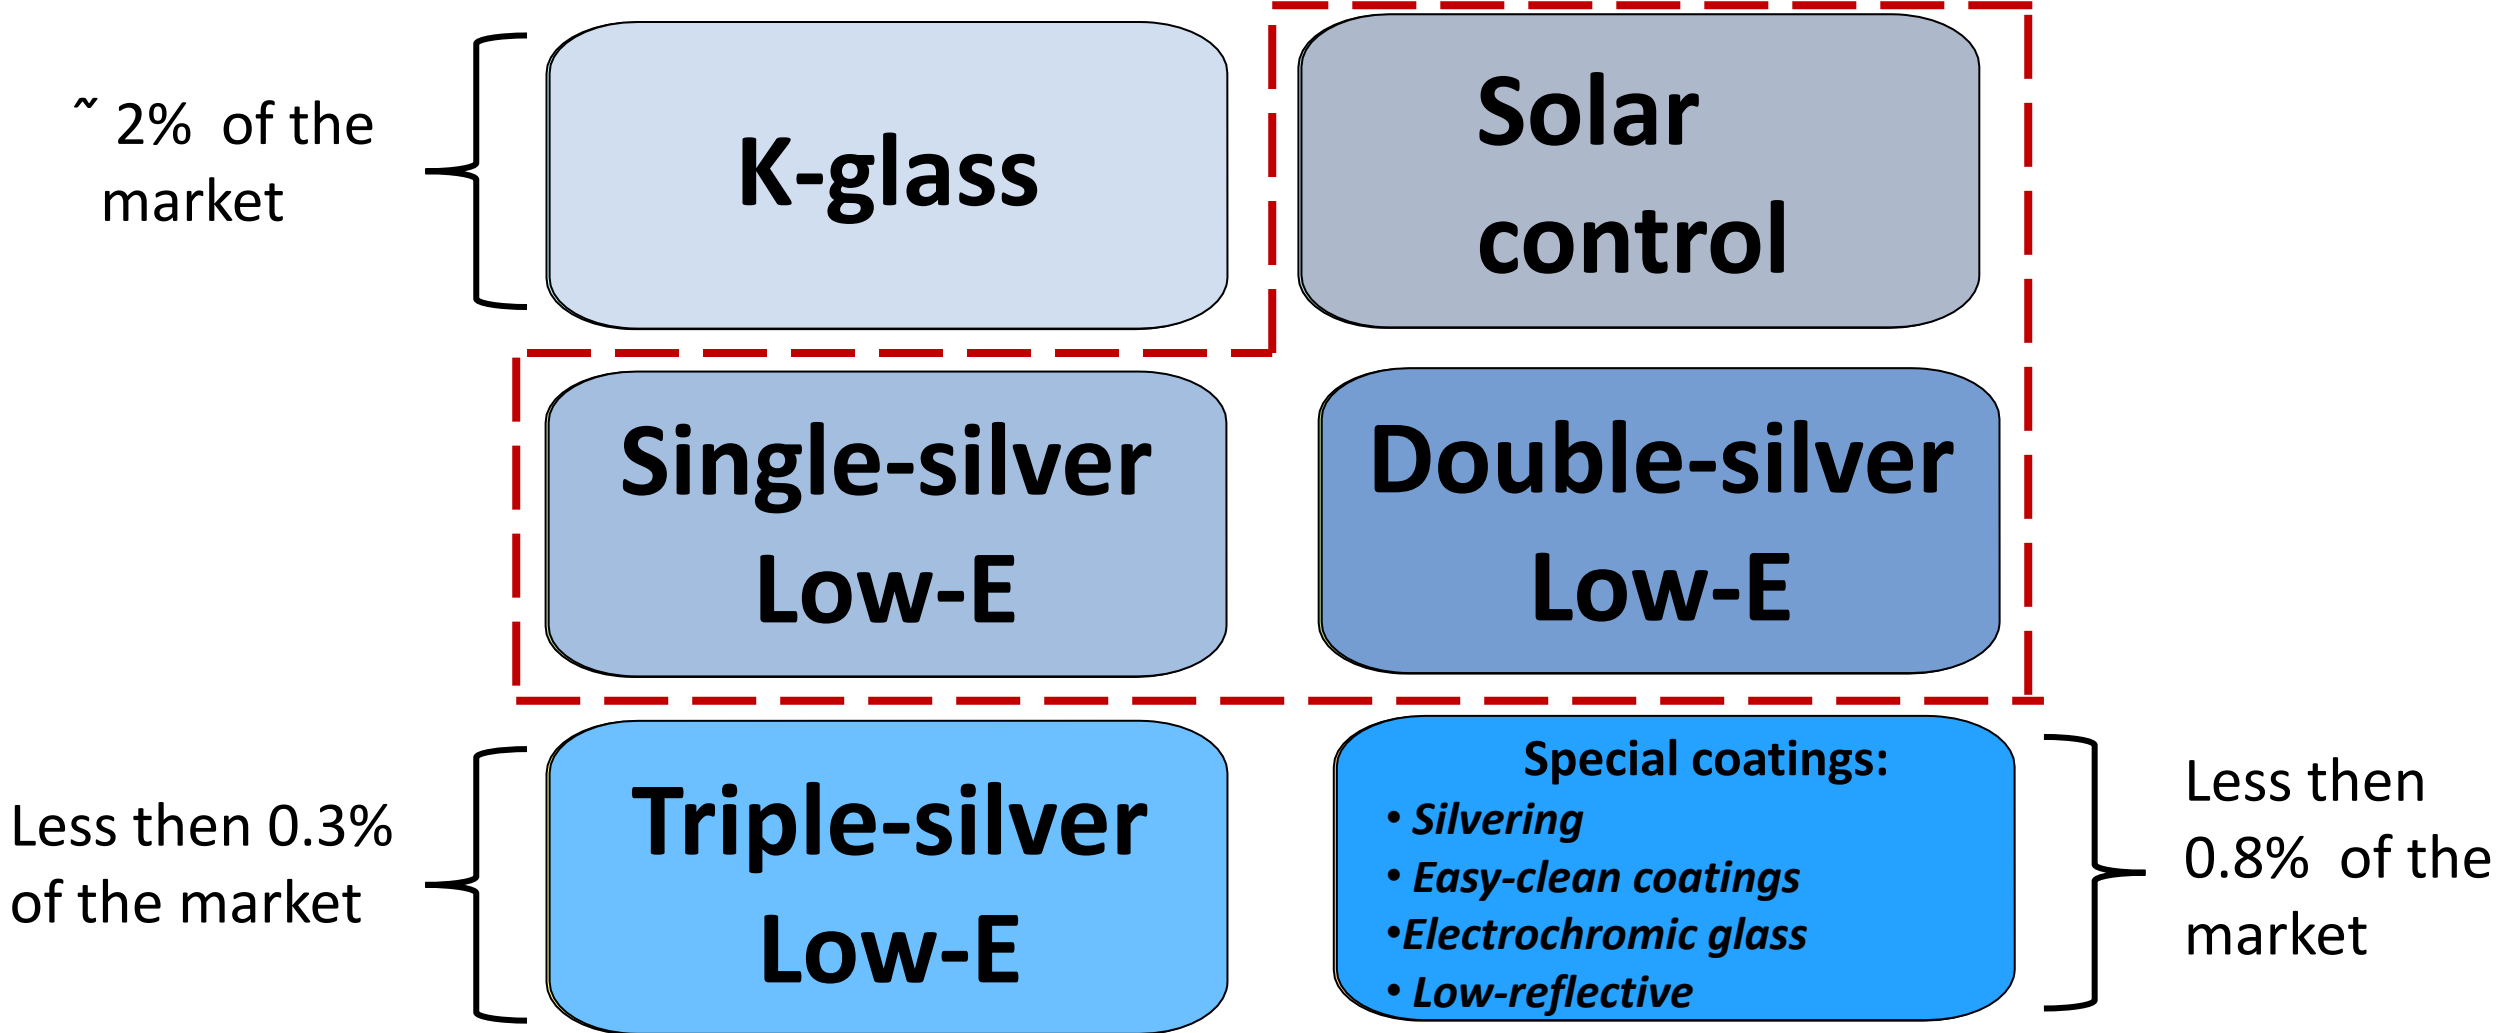 ˜ 2% of the
market
K-glass
Solar
control
Single-silver
Low-E
Double-silver
Low-E
Less then 0.3%
of the market
Triple-silver
Low-E
Special coatings:
• Silvering
• Easy-clean coatings
• Electrochromic glass
• Low-reflective
Less then
0.8% of the
market